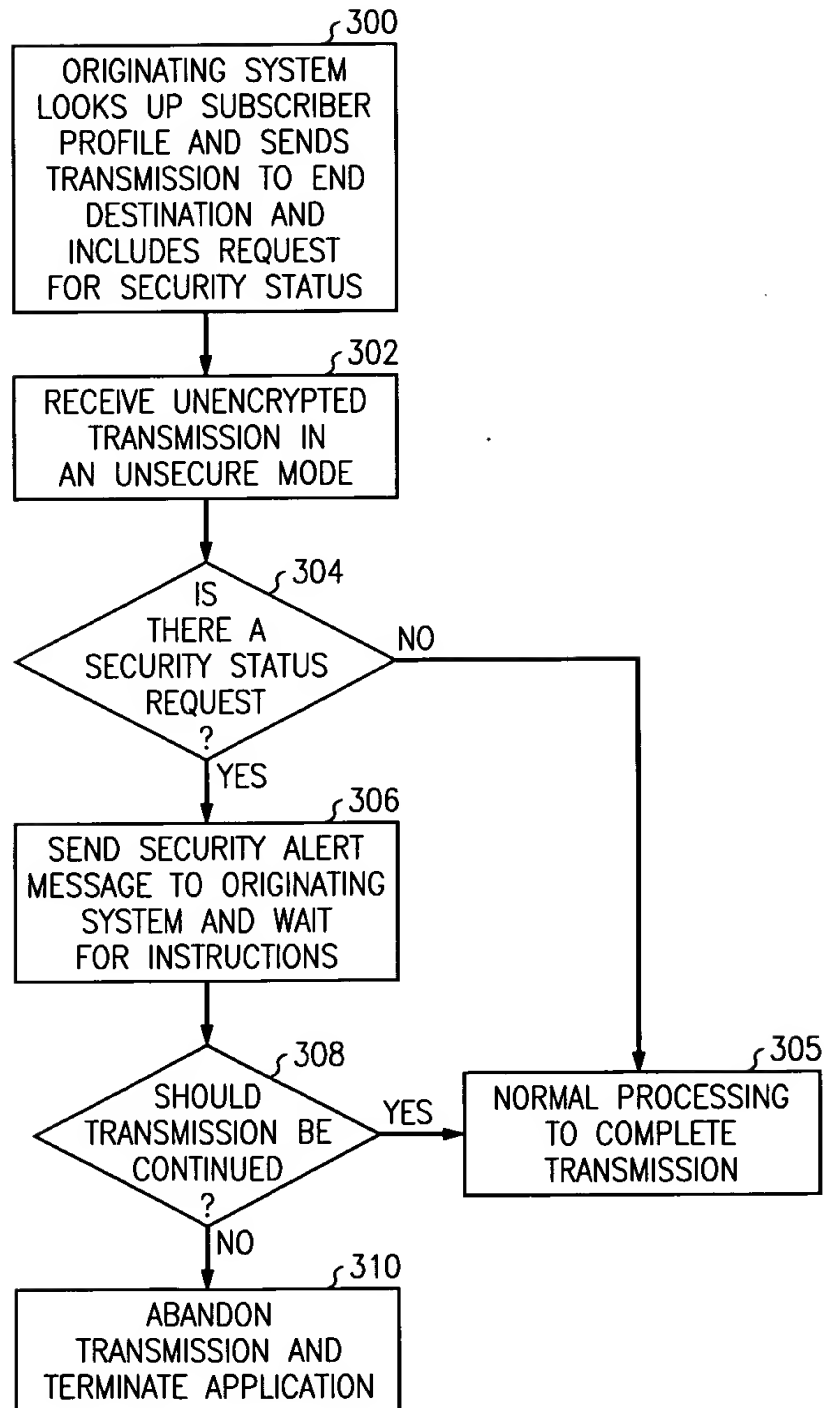 300
ORIGINATING SYSTEM
LOOKS UP SUBSCRIBER
PROFILE AND SENDS
TRANSMISSION TO END
DESTINATION AND
INCLUDES REQUEST
FOR SECURITY STATUS
302
RECEIVE UNENCRYPTED
TRANSMISSION IN
AN UNSECURE MODE
304
IS
THERE A
SECURITY STATUS
REQUEST
?
NO
YES
306
SEND SECURITY ALERT
MESSAGE TO ORIGINATING
SYSTEM AND WAIT
FOR INSTRUCTIONS
308
SHOULD
TRANSMISSION BE
CONTINUED
?
YES
305
NORMAL PROCESSING
TO COMPLETE
TRANSMISSION
NO
310
ABANDON
TRANSMISSION AND
TERMINATE APPLICATION